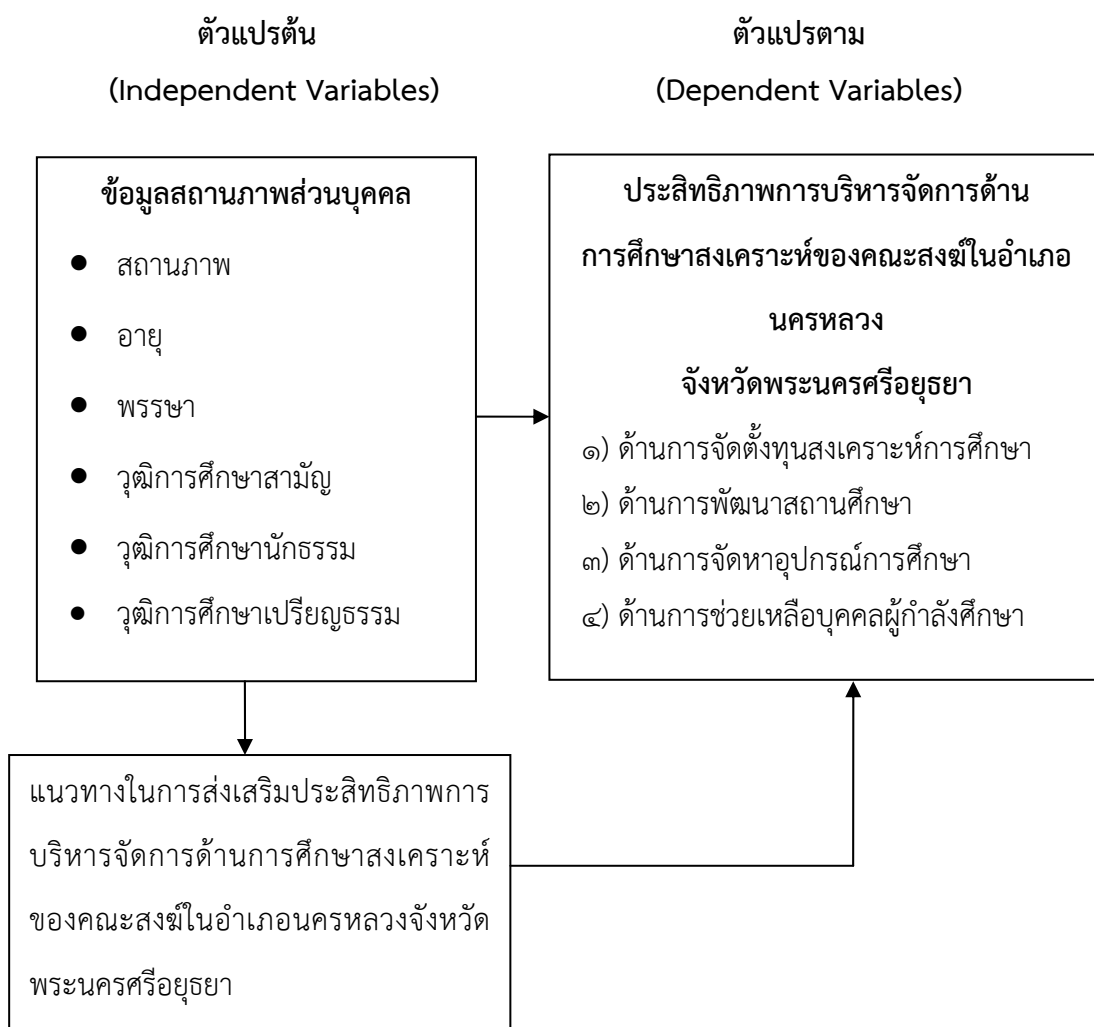 ตัวแปรต้น
(Independent Variables)
ตัวแปรตาม
(Dependent Variables)
ข้อมูลสถานภาพส่วนบุคคล
● สถานภาพ
● อายุ
● พรรษา
● วุฒิการศึกษาสามัญ
● วุฒิการศึกษานักธรรม
● วุฒิการศึกษาเปรียญธรรม
ประสิทธิภาพการบริหารจัดการด้าน
การศึกษาสงเคราะห์ของคณะสงฆ์ในอำเภอ
นครหลวง
จังหวัดพระนครศรีอยุธยา
๑) ด้านการจัดตั้งทุนสงเคราะห์การศึกษา
๒) ด้านการพัฒนาสถานศึกษา
๓) ด้านการจัดหาอุปกรณ์การศึกษา
๔) ด้านการช่วยเหลือบุคคลผู้กำลังศึกษา
แนวทางในการส่งเสริมประสิทธิภาพการ
บริหารจัดการด้านการศึกษาสงเคราะห์
ของคณะสงฆ์ในอำเภอนครหลวงจังหวัด
พระนครศรีอยุธยา